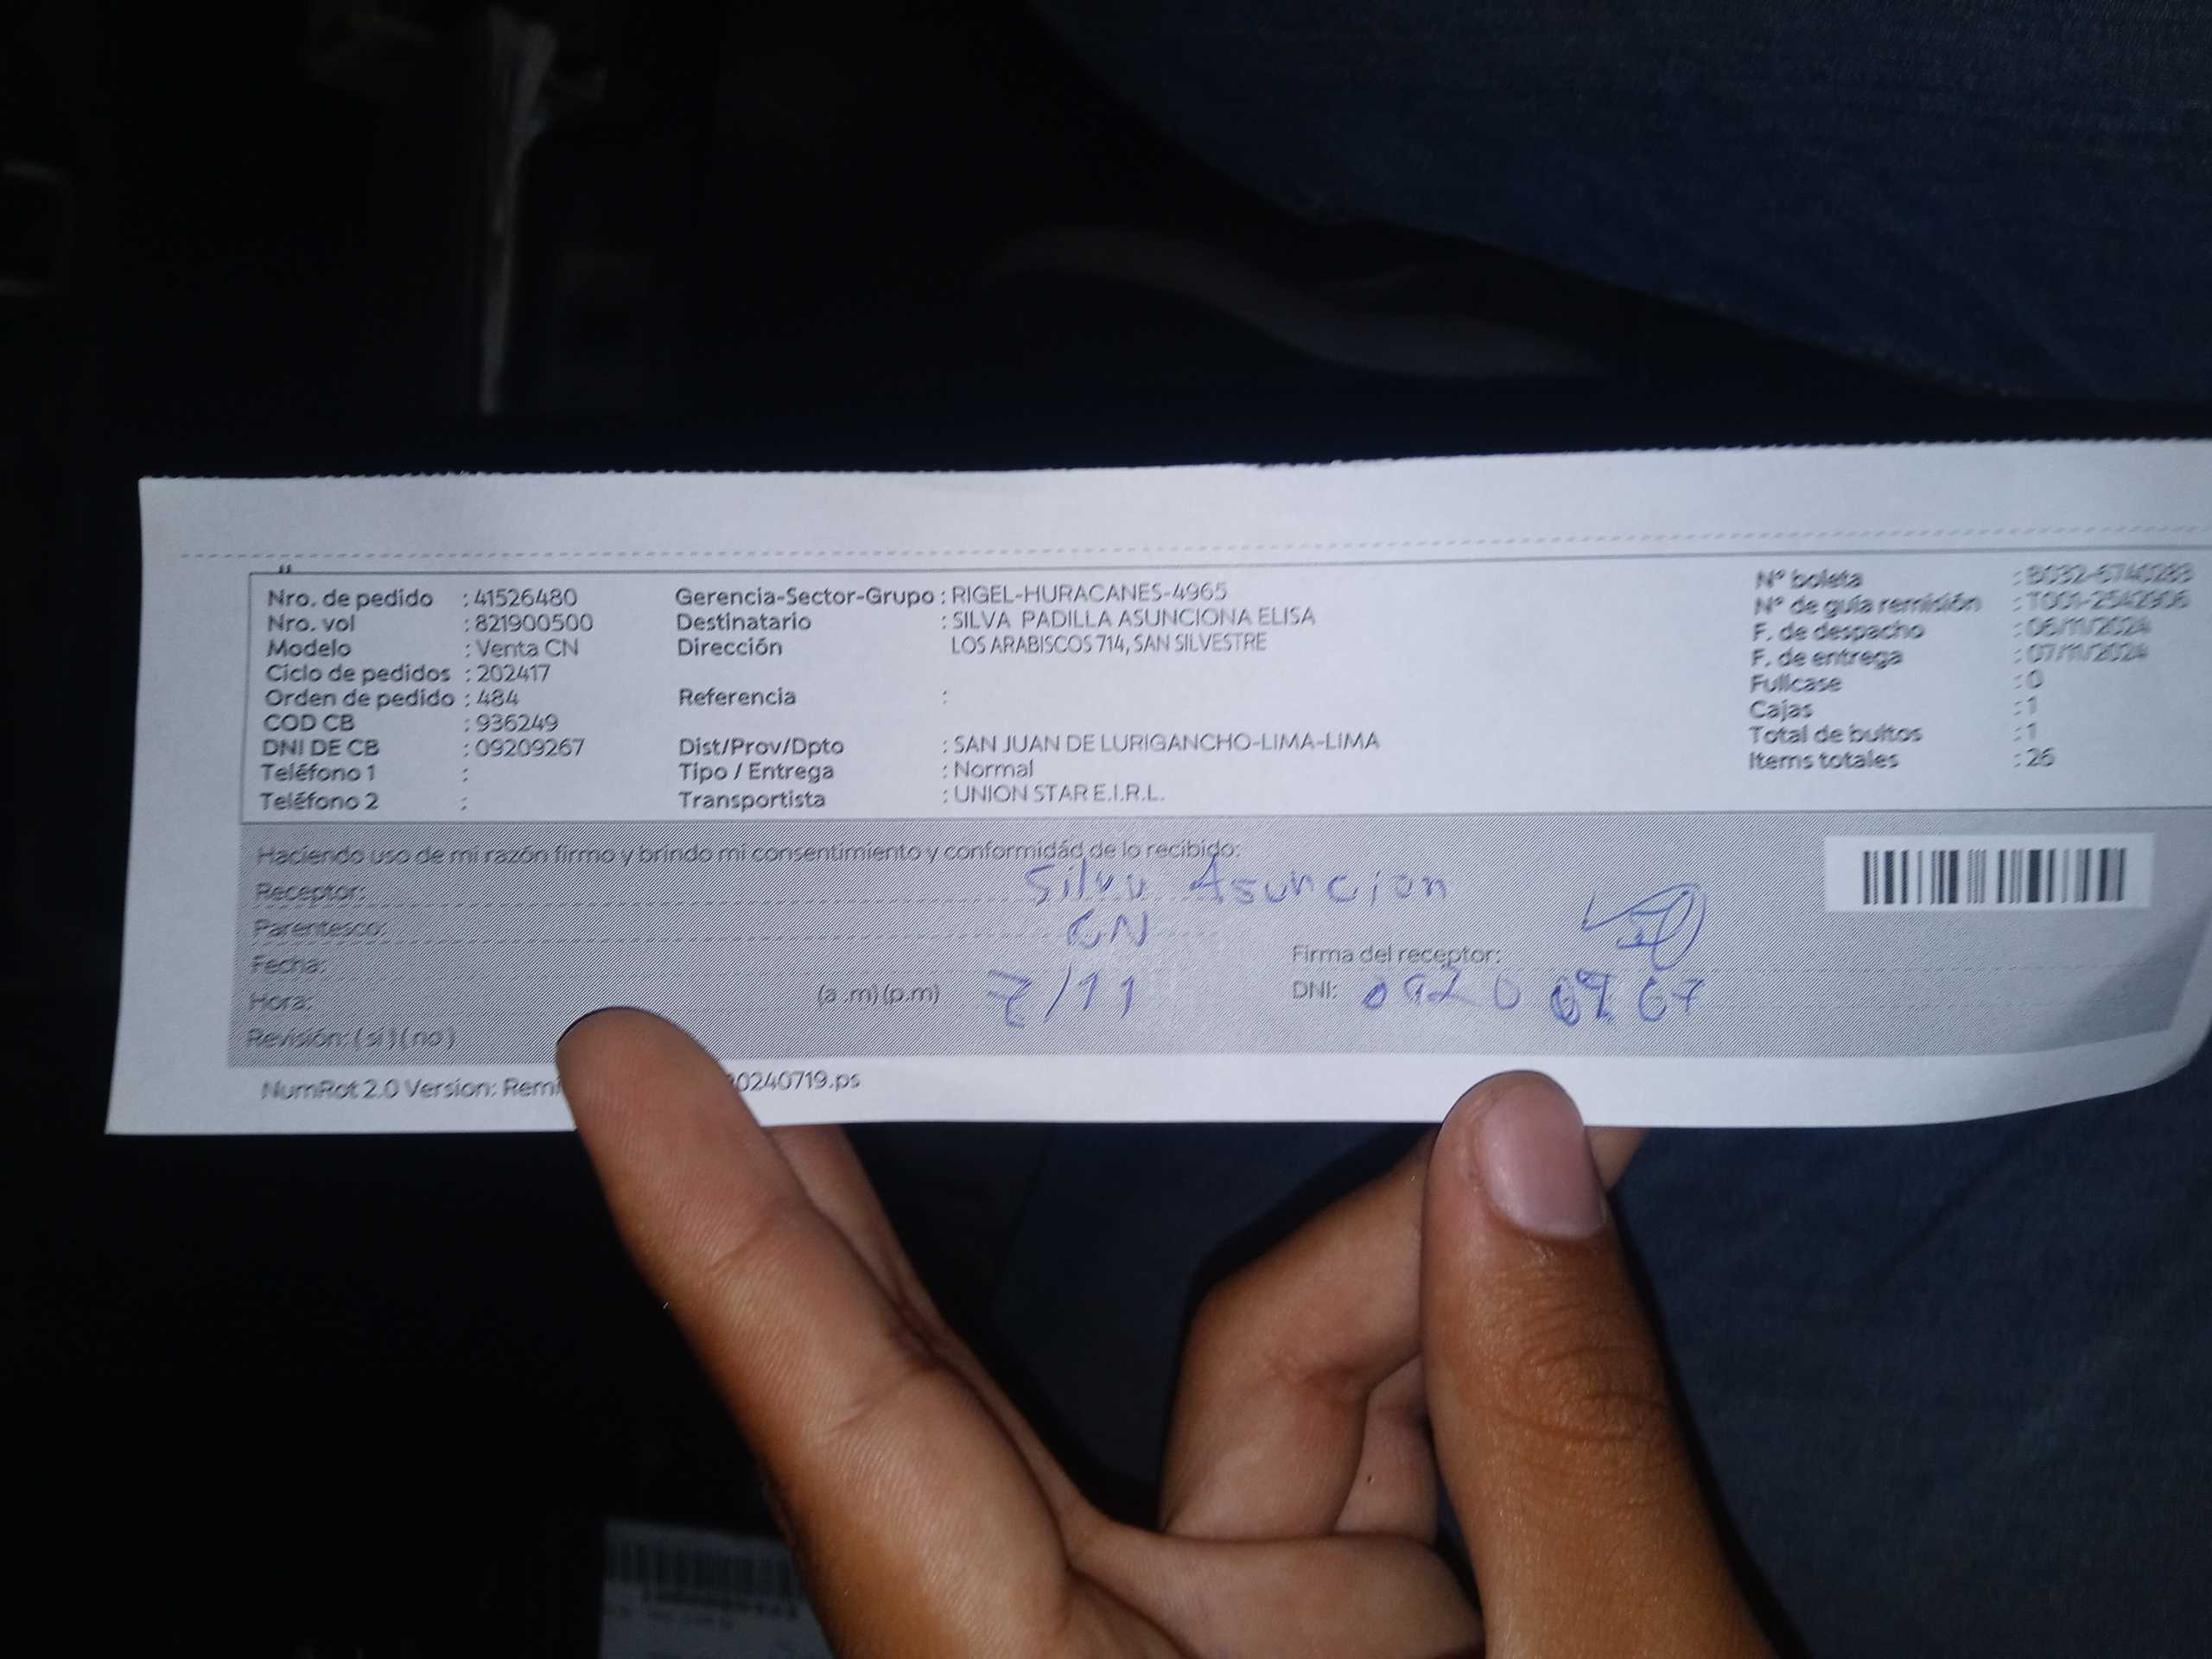 Nro. de pedido : 41526480
Nro. vol : 821900500
Modelo : Venta CN
Ciclo de pedidos : 202417
Orden de pedido : 484
COD CB : 936249
DNI DE CB : 09209267
Teléfono 1 :
Teléfono 2 :
Gerencia-Sector-Grupo : RIGEL-HURACANES-4965
Destinatario : SILVA PADILLA ASUNCIONA ELISA
Dirección LOS ARABISCOS 714, SAN SILVESTRE
Referencia :
Dist/Prov/Dpto : SAN JUAN DE LURIGANCHO-LIMA-LIMA
Tipo / Entrega : Normal
Transportista : UNION STAR E.I.R.L.
N° boleta : B032-6740283
N° de guía remisión : T001-2542906
F. de despacho : 06/11/2024
F. de entrega : 07/11/2024
Fullcase : 0
Cajas : 1
Total de bultos : 1
Items totales : 26
Haciendo uso de mi razón firmo y brindo mi consentimiento y conformidád de lo recibido:
Receptor: Silva Asuncion
Parentesco: CN
Fecha:
Firma del receptor:
Hora: (a .m) (p.m) 7/11
DNI:
Revisión: ( si ) ( no )
NumRot 2.0 Version: 20240719.ps